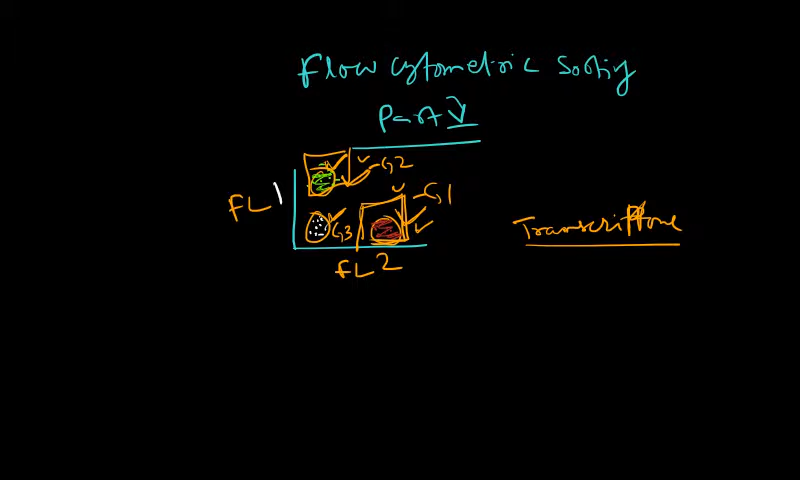 Flow cytometric Sorting
Part V
G2
FL1
G1
G3
Transcriptome
FL2